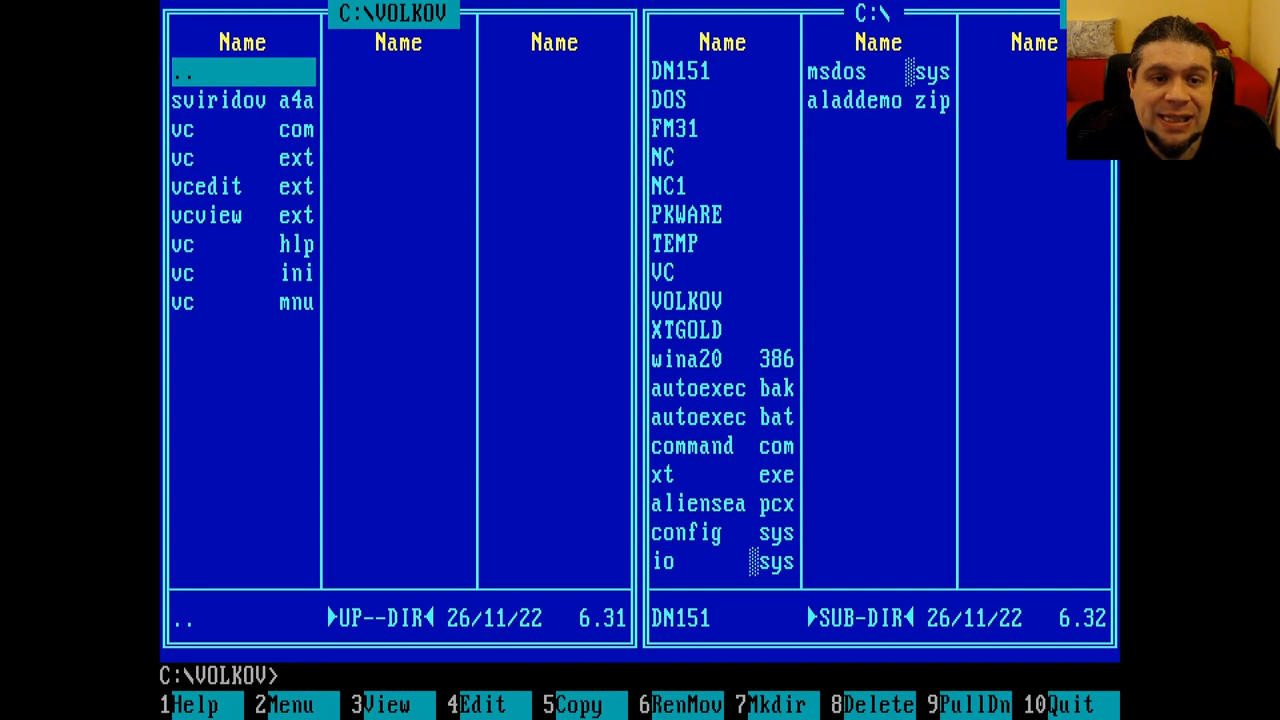 C:\VOLKOV
Name Name Name
..
sviridov a4a
vc com
vc ext
vcedit ext
vcview ext
vc hlp
vc ini
vc mnu
.. ►UP--DIR◄ 26/11/22 6.31
C:\
Name Name Name
DN151 msdos ░sys
DOS aladdemo zip
FM31
NC
NC1
PKWARE
TEMP
VC
VOLKOV
XTGOLD
wina20 386
autoexec bak
autoexec bat
command com
xt exe
aliensea pcx
config sys
io ░sys
DN151 ►SUB-DIR◄ 26/11/22 6.32
C:\VOLKOV>
1Help 2Menu 3View 4Edit 5Copy 6RenMov 7Mkdir 8Delete 9PullDn 10Quit